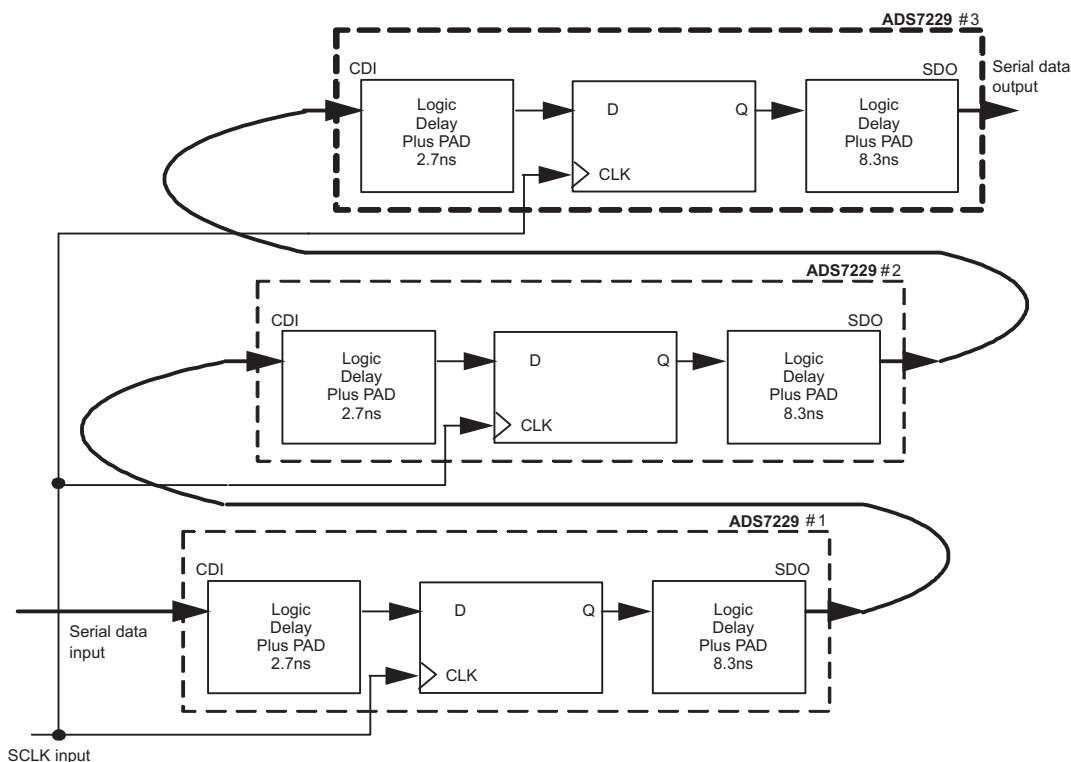 ADS7229 #3
CDI
SDO
Serial data
output
Logic
Delay
Plus PAD
2.7ns
D
Q
CLK
Logic
Delay
Plus PAD
8.3ns
ADS7229 #2
CDI
SDO
Logic
Delay
Plus PAD
2.7ns
D
Q
CLK
Logic
Delay
Plus PAD
8.3ns
ADS7229 #1
CDI
SDO
Serial data
input
Logic
Delay
Plus PAD
2.7ns
D
Q
CLK
Logic
Delay
Plus PAD
8.3ns
SCLK input